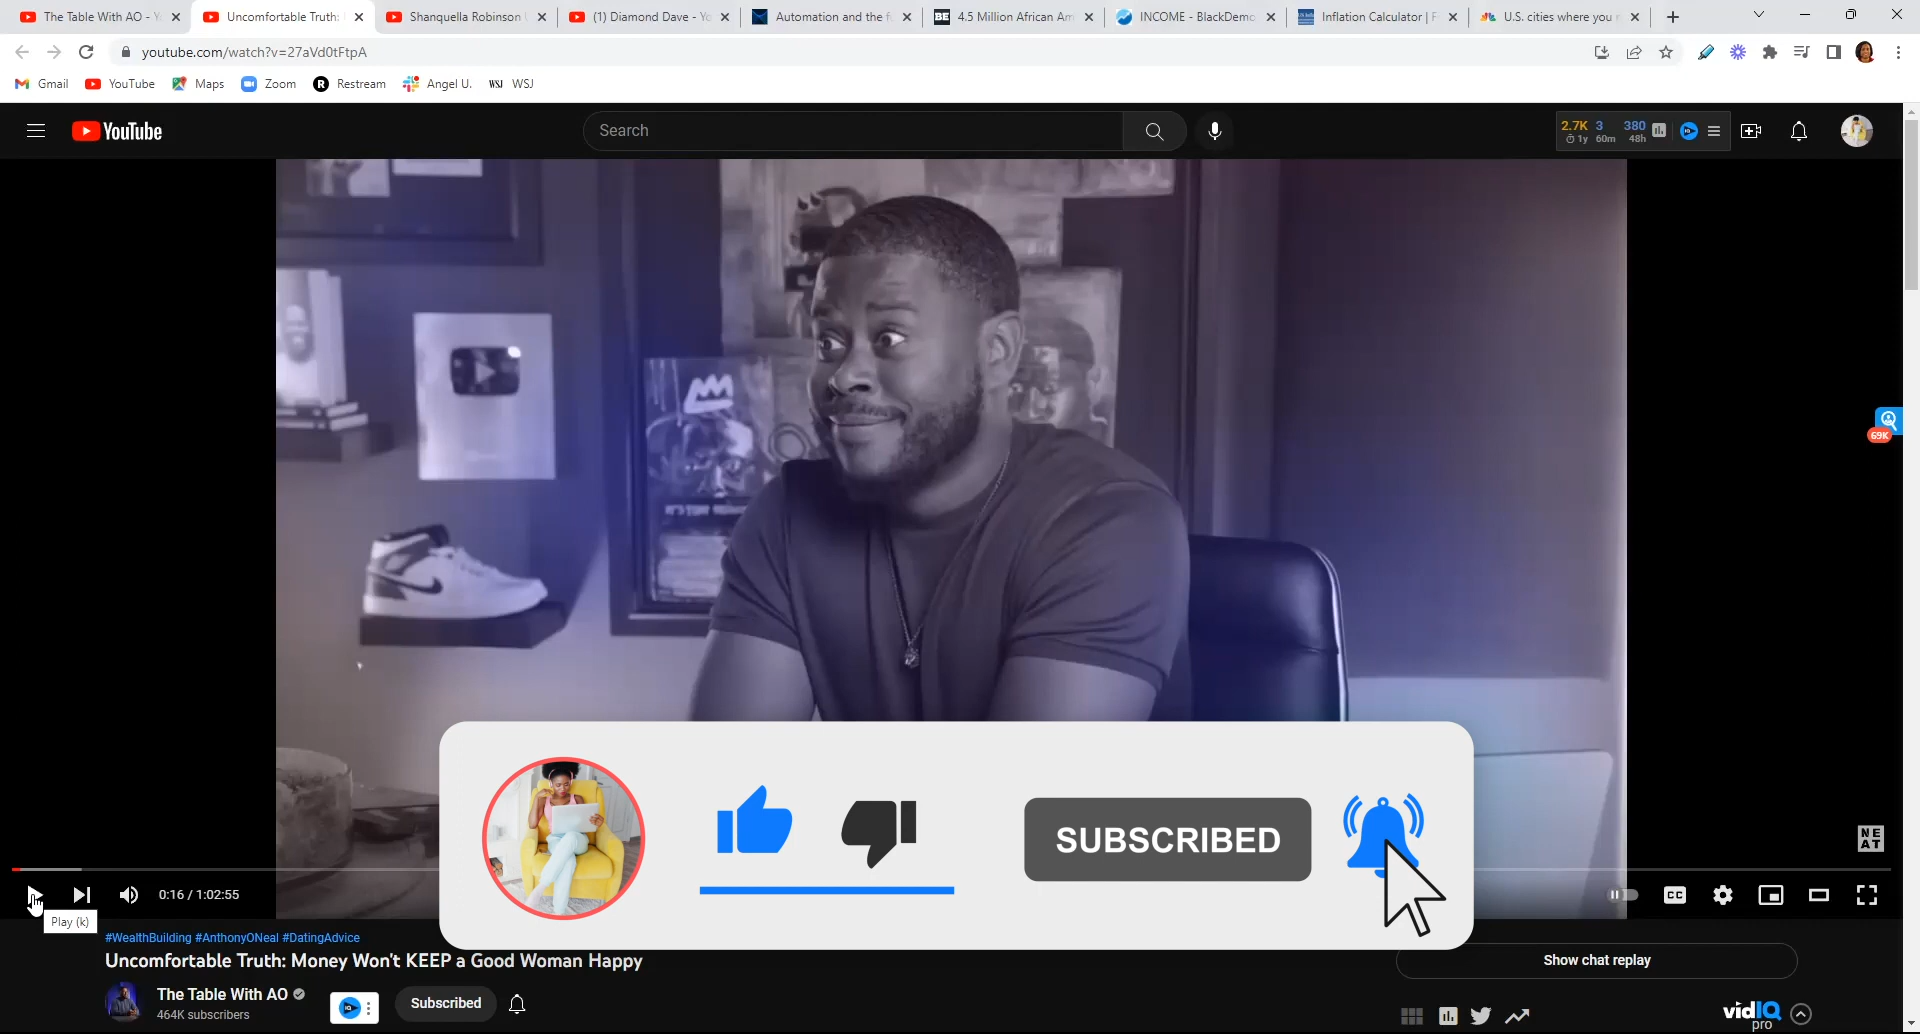 The Table With AO - Y
Uncomfortable Truth:
Shanquella Robinson
(1) Diamond Dave - Yo
Automation and the f
BE
4.5 Million African Am
INCOME - BlackDemo
Inflation Calculator | F
U.S. cities where you
youtube.com/watch?v=27aVd0tFtpA
Gmail
YouTube
Maps
Zoom
R
Restream
Angel U.
WSJ
WSJ
YouTube
Search
2.7K 3 380
1y 60m 48h
69K
NE
AT
SUBSCRIBED
0:16 / 1:02:55
CC
Play (k)
#WealthBuilding #AnthonyONeal #DatingAdvice
Uncomfortable Truth: Money Won't KEEP a Good Woman Happy
Show chat replay
The Table With AO
464K subscribers
IQ
Subscribed
vidIQ
pro